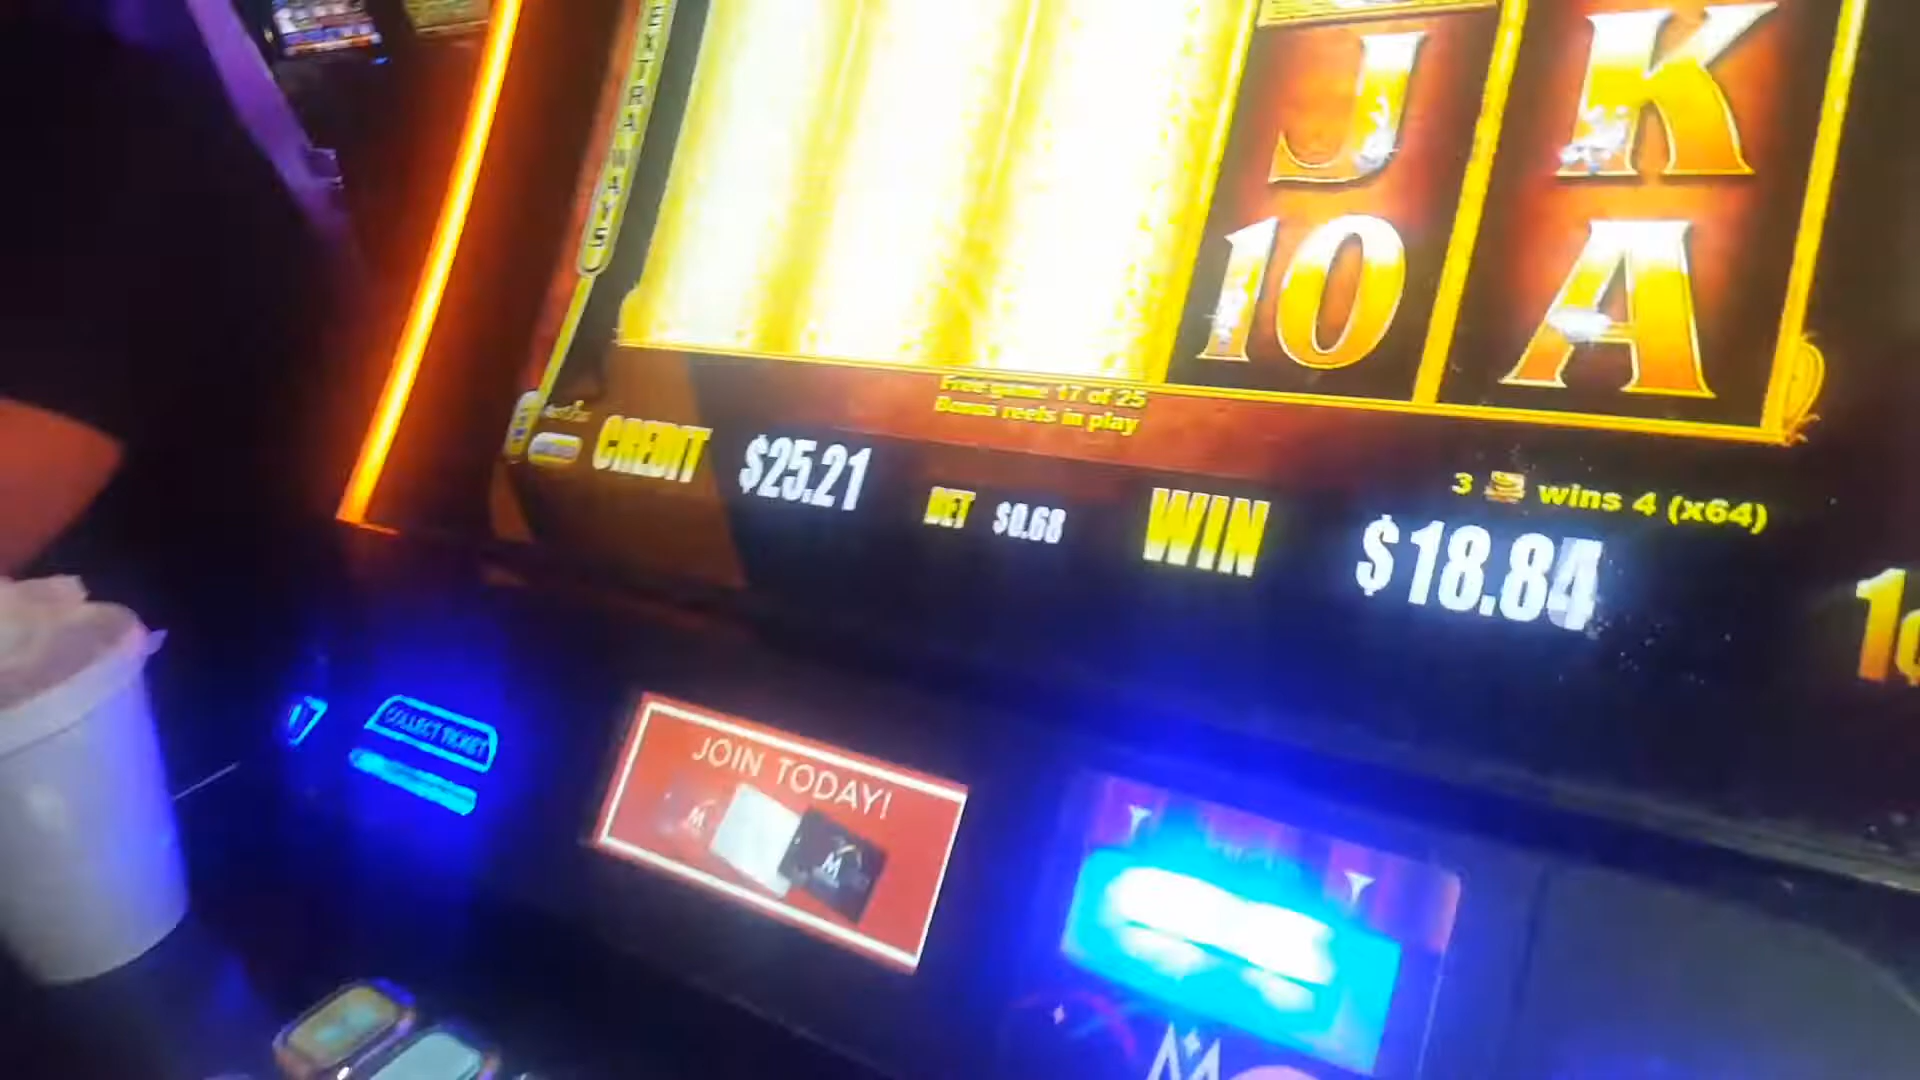 EXTRA WAYS
J
K
10
A
Free game 17 of 25
Bonus reels in play
CREDIT $25.21
BET $0.68
WIN $18.84
3 wins 4 (x64)
1¢
COLLECT TICKET
JOIN TODAY!
M
M
M